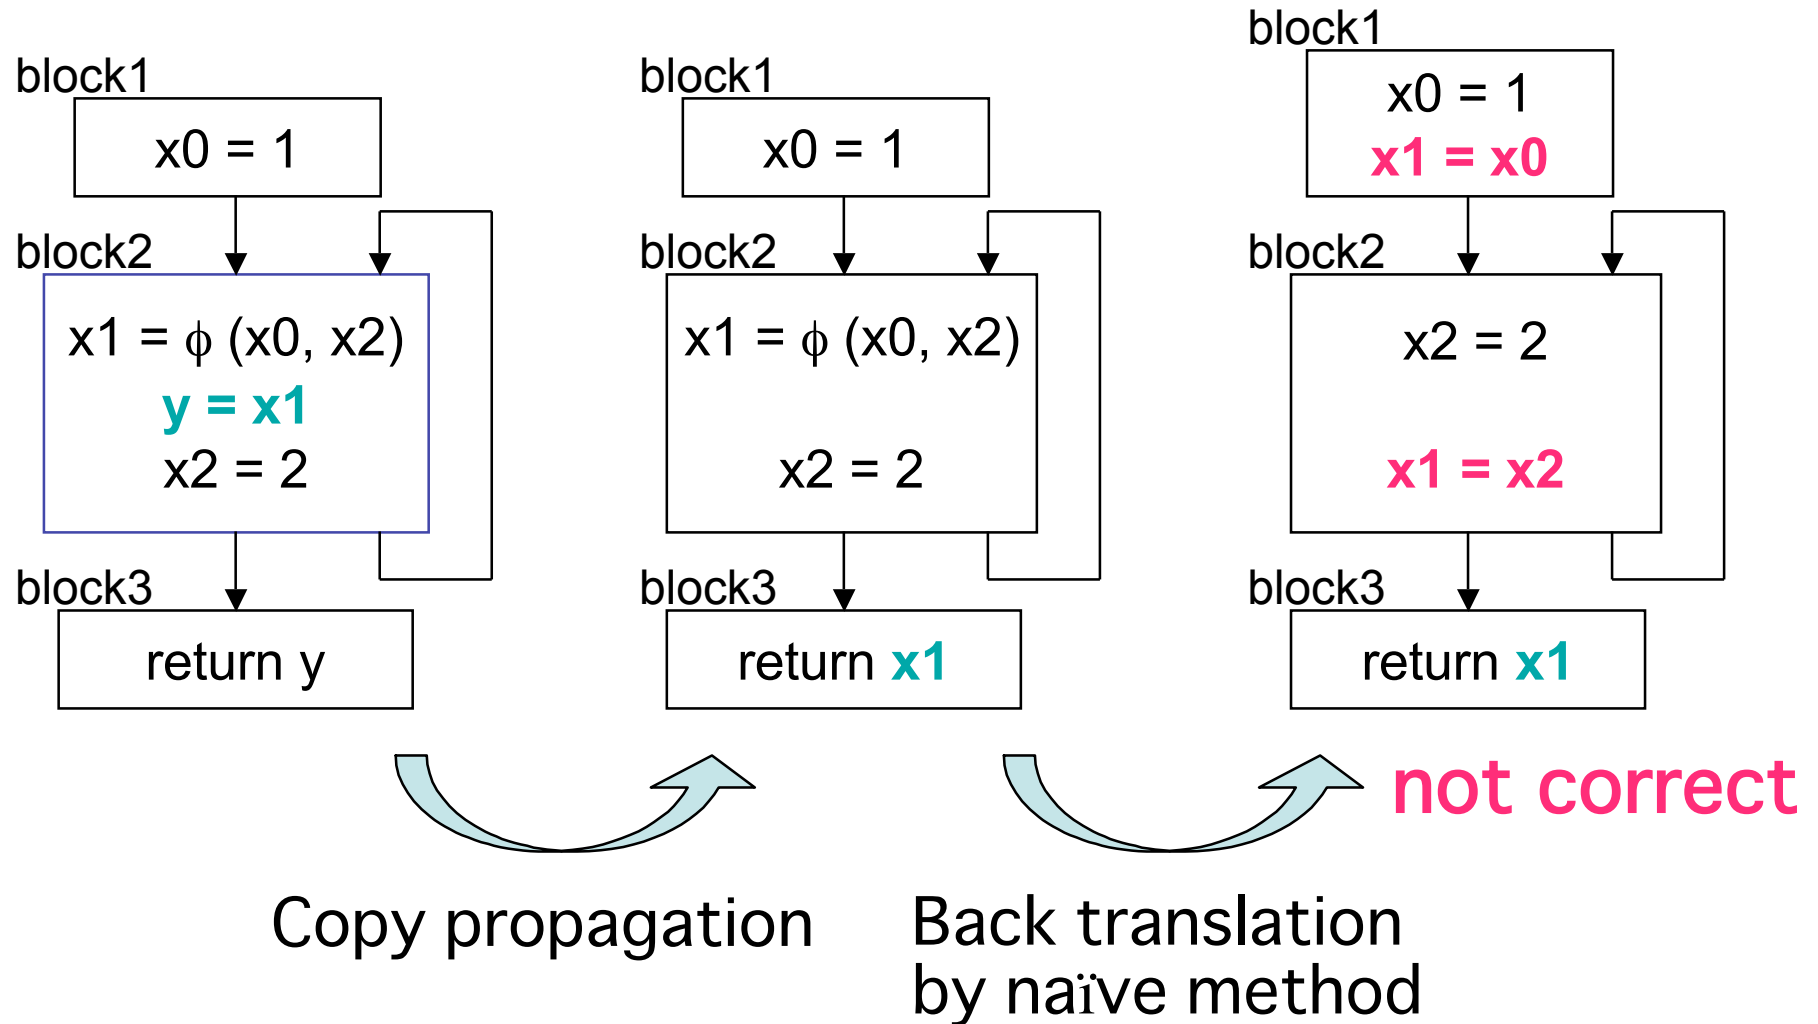 block1
x0 = 1
block2
x1 = ϕ (x0, x2)
y = x1
x2 = 2
block3
return y
block1
x0 = 1
block2
x1 = ϕ (x0, x2)
x2 = 2
block3
return x1
block1
x0 = 1
x1 = x0
block2
x2 = 2
x1 = x2
block3
return x1
not correct
Copy propagation
Back translation
by naïve method